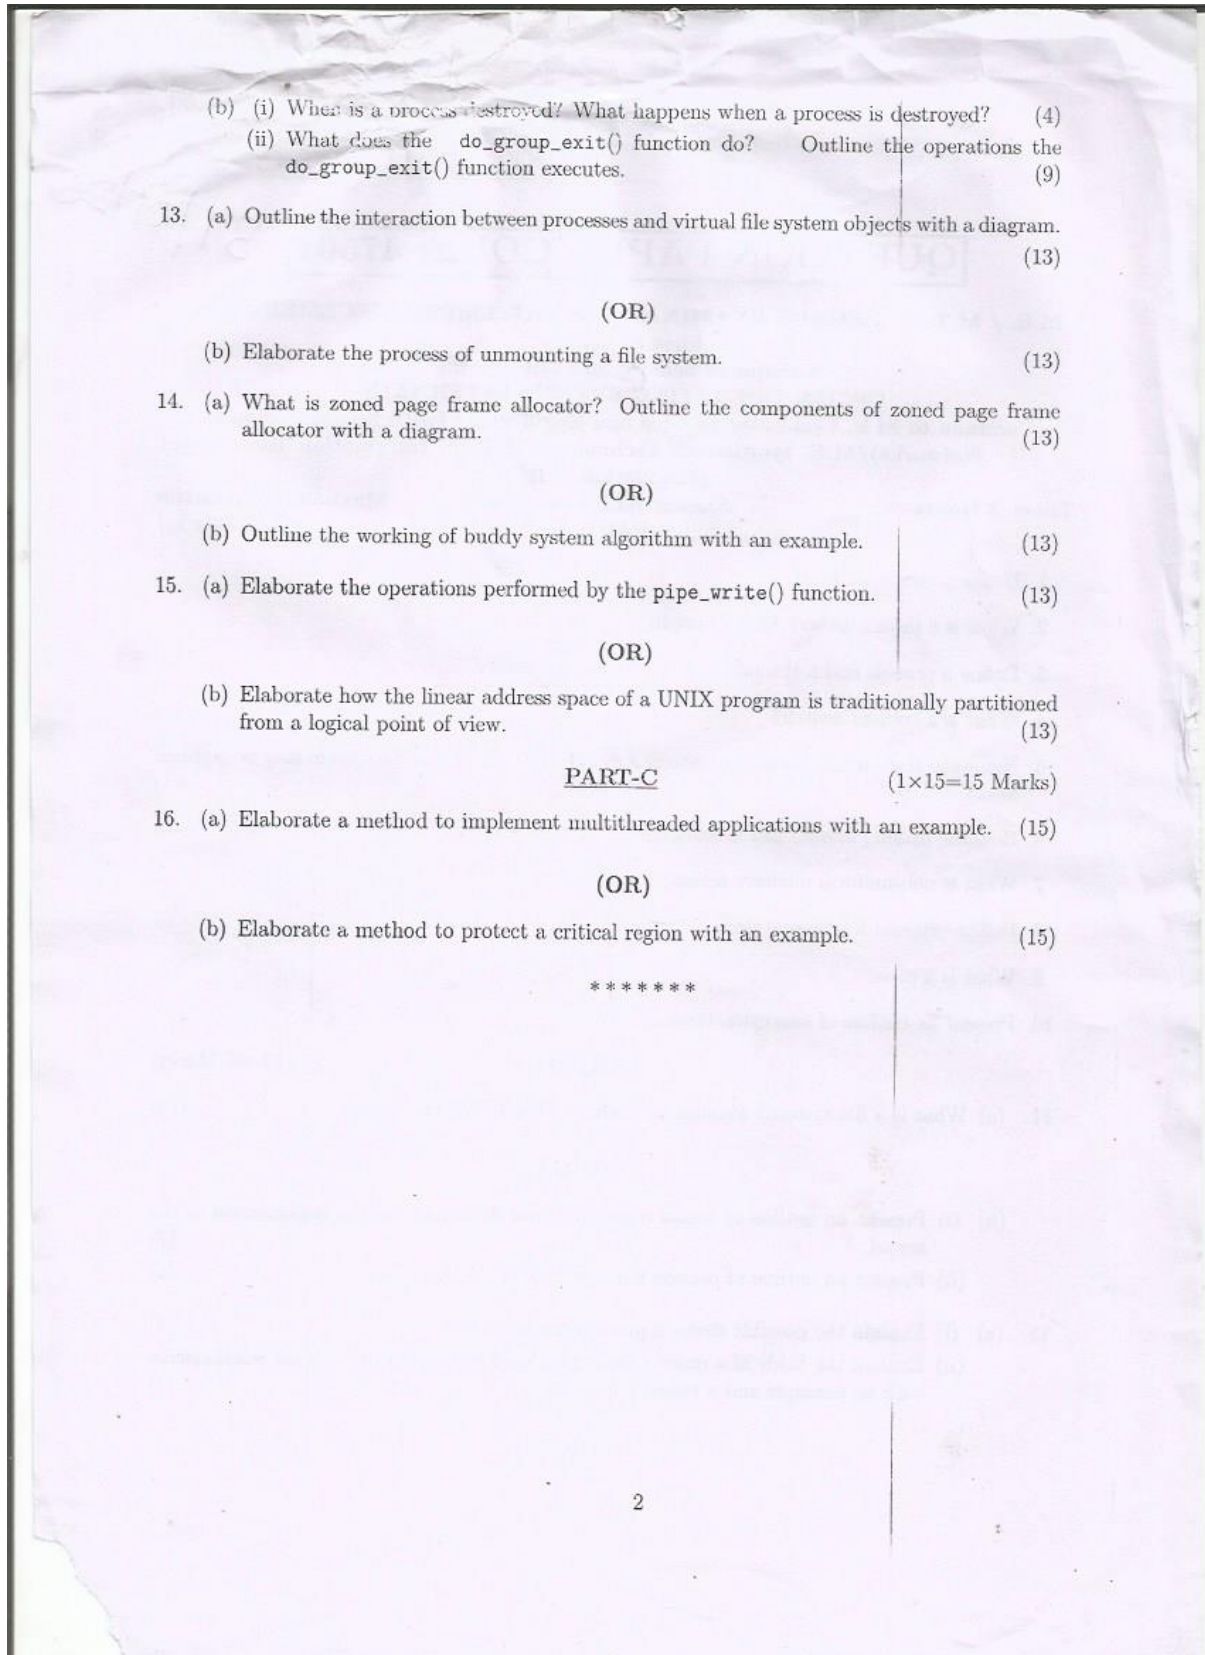 (b) (i) When is a process destroyed? What happens when a process is destroyed? (4)
(ii) What does the do_group_exit() function do? Outline the operations the
do_group_exit() function executes. (9)
13. (a) Outline the interaction between processes and virtual file system objects with a diagram.
(13)
(OR)
(b) Elaborate the process of unmounting a file system. (13)
14. (a) What is zoned page frame allocator? Outline the components of zoned page frame
allocator with a diagram. (13)
(OR)
(b) Outline the working of buddy system algorithm with an example. (13)
15. (a) Elaborate the operations performed by the pipe_write() function. (13)
(OR)
(b) Elaborate how the linear address space of a UNIX program is traditionally partitioned
from a logical point of view. (13)
PART-C (1×15=15 Marks)
16. (a) Elaborate a method to implement multithreaded applications with an example. (15)
(OR)
(b) Elaborate a method to protect a critical region with an example. (15)
*******
2